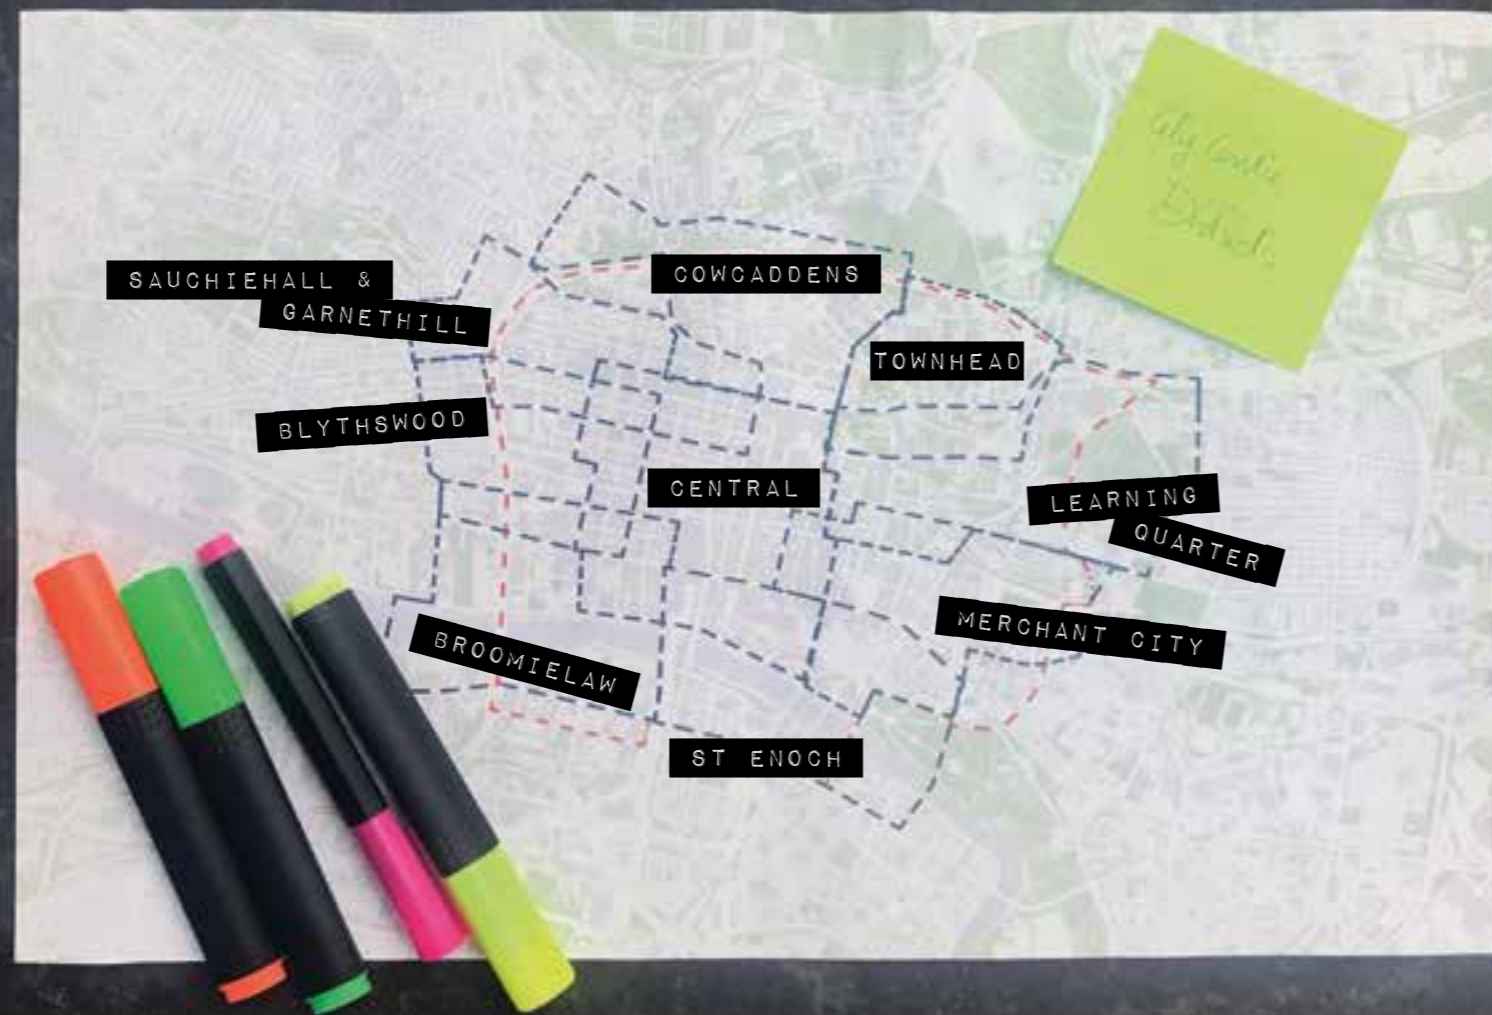 City Centre
Districts
SAUCHIEHALL &
GARNETHILL
COWCADDENS
TOWNHEAD
BLYTHSWOOD
CENTRAL
LEARNING
QUARTER
MERCHANT CITY
BROOMIELAW
ST ENOCH